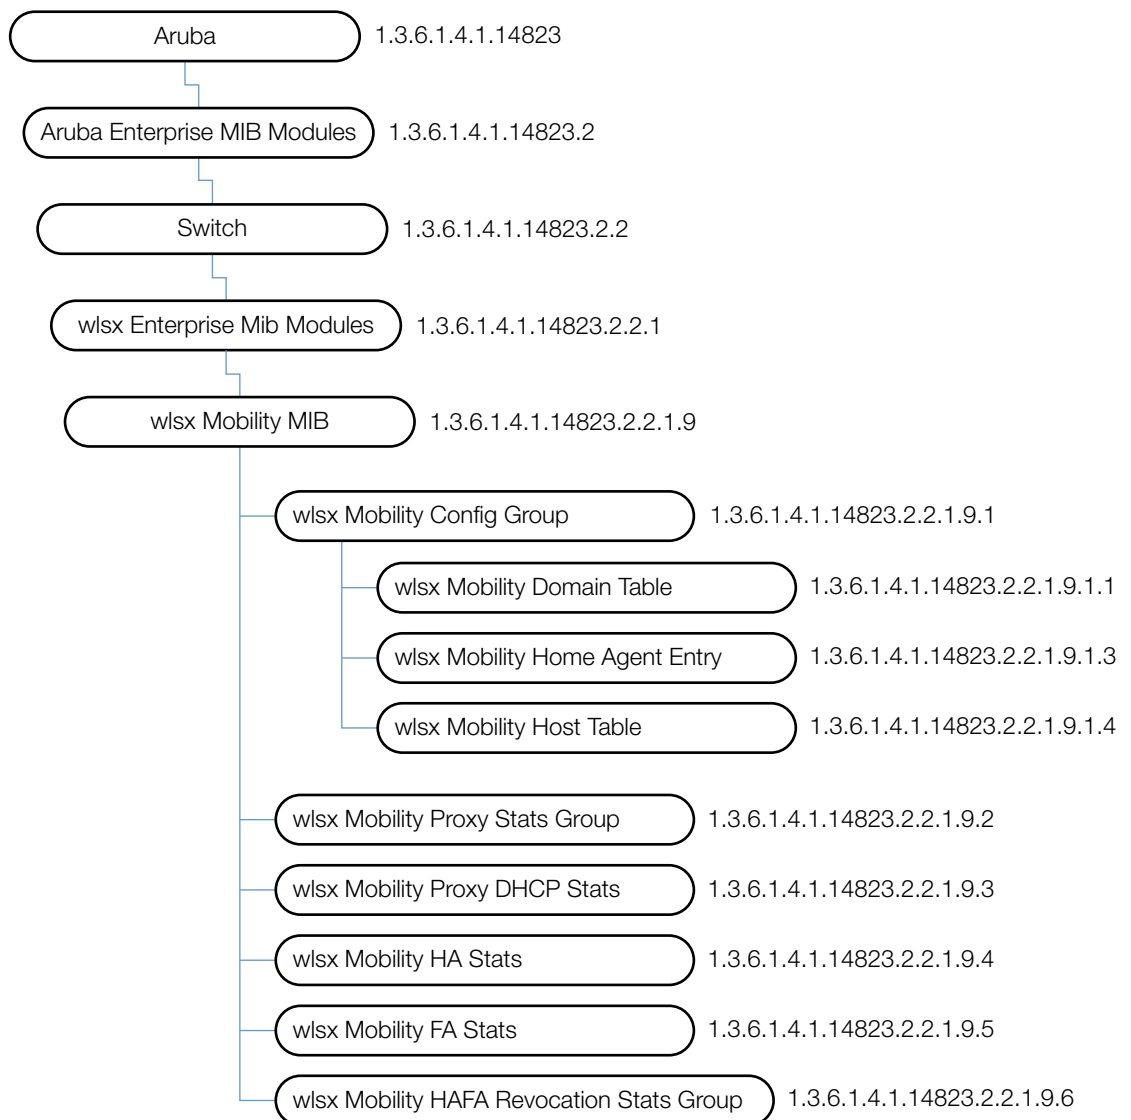 Aruba 1.3.6.1.4.1.14823
Aruba Enterprise MIB Modules 1.3.6.1.4.1.14823.2
Switch 1.3.6.1.4.1.14823.2.2
wlsx Enterprise Mib Modules 1.3.6.1.4.1.14823.2.2.1
wlsx Mobility MIB 1.3.6.1.4.1.14823.2.2.1.9
wlsx Mobility Config Group 1.3.6.1.4.1.14823.2.2.1.9.1
wlsx Mobility Domain Table 1.3.6.1.4.1.14823.2.2.1.9.1.1
wlsx Mobility Home Agent Entry 1.3.6.1.4.1.14823.2.2.1.9.1.3
wlsx Mobility Host Table 1.3.6.1.4.1.14823.2.2.1.9.1.4
wlsx Mobility Proxy Stats Group 1.3.6.1.4.1.14823.2.2.1.9.2
wlsx Mobility Proxy DHCP Stats 1.3.6.1.4.1.14823.2.2.1.9.3
wlsx Mobility HA Stats 1.3.6.1.4.1.14823.2.2.1.9.4
wlsx Mobility FA Stats 1.3.6.1.4.1.14823.2.2.1.9.5
wlsx Mobility HAFA Revocation Stats Group 1.3.6.1.4.1.14823.2.2.1.9.6